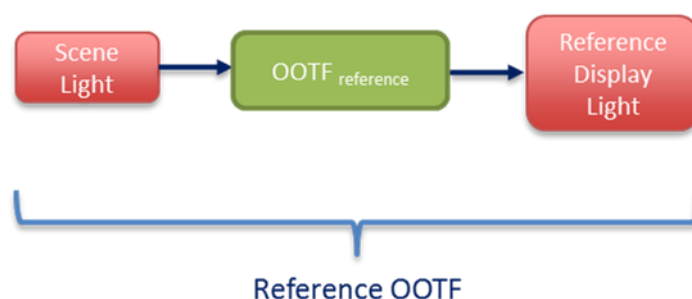 Scene
Light
OOTF reference
Reference
Display
Light
Reference OOTF